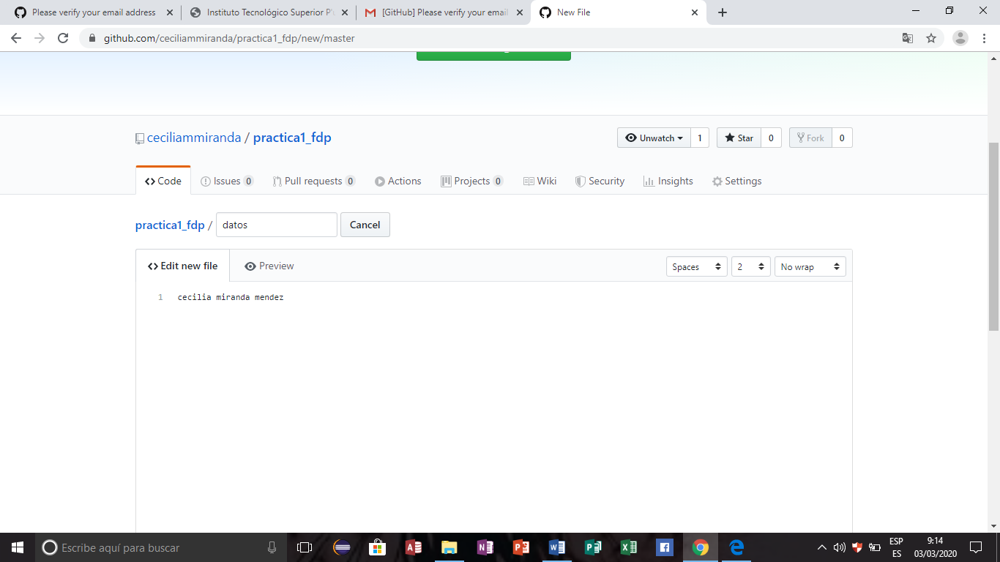 Please verify your email address
Instituto Tecnológico Superior P'u
[GitHub] Please verify your email
New File
github.com/ceciliammiranda/practica1_fdp/new/master
ceciliammiranda / practica1_fdp
Unwatch 1
Star 0
Fork 0
Code
Issues 0
Pull requests 0
Actions
Projects 0
Wiki
Security
Insights
Settings
practica1_fdp / datos
Cancel
Edit new file
Preview
Spaces
2
No wrap
1 cecilia miranda mendez
Escribe aquí para buscar
ESP
ES
9:14
03/03/2020